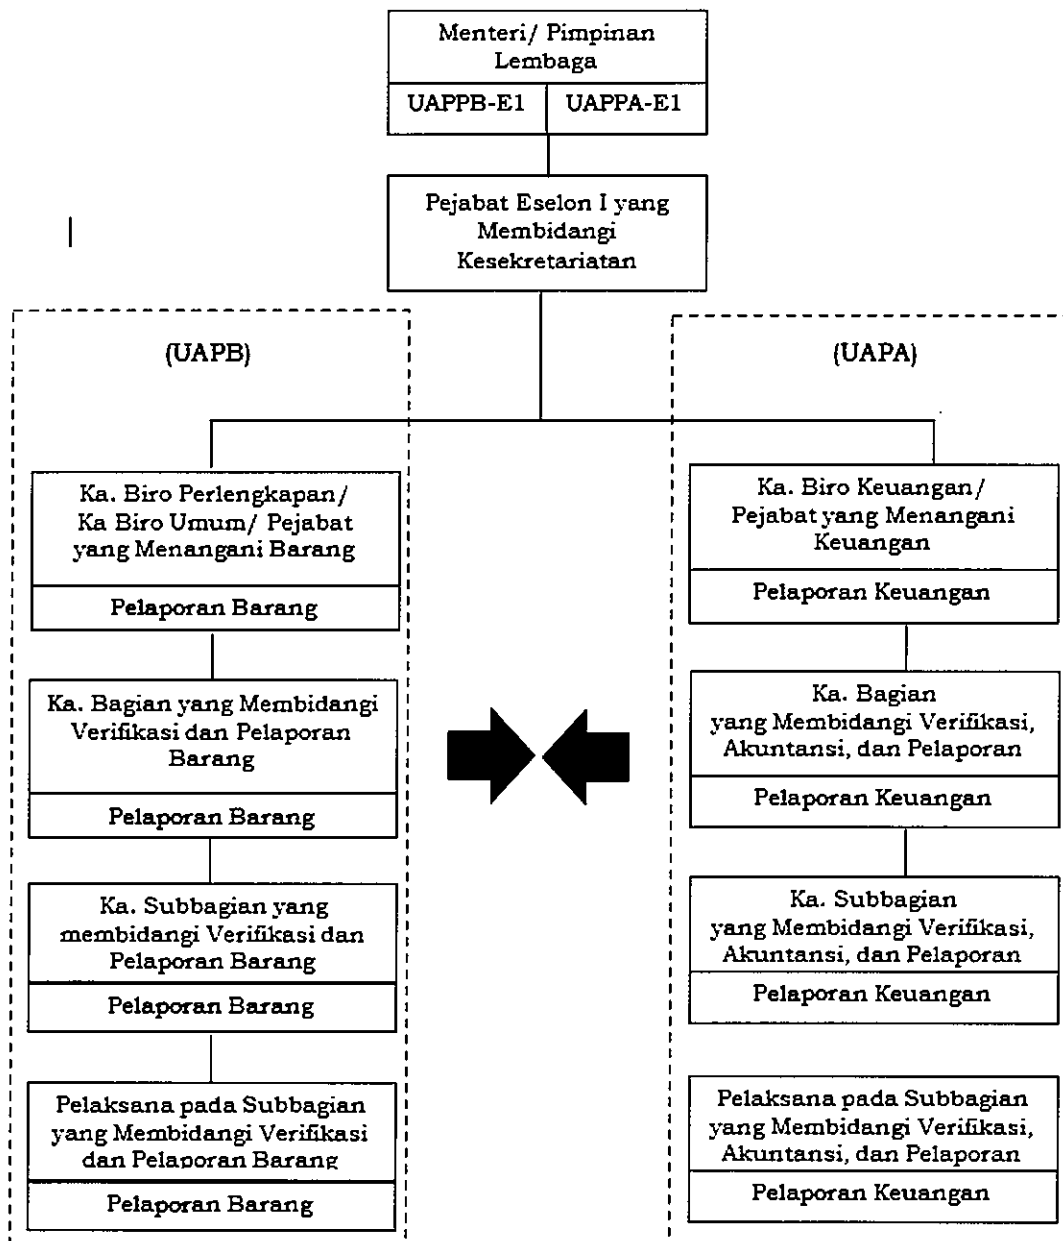 Menteri/ Pimpinan
Lembaga
UAPPB-E1
UAPPA-E1
Pejabat Eselon I yang
Membidangi
Kesekretariatan
(UAPB)
Ka. Biro Perlengkapan/
Ka Biro Umum/ Pejabat
yang Menangani Barang
Pelaporan Barang
Ka. Bagian yang Membidangi
Verifikasi dan Pelaporan
Barang
Pelaporan Barang
Ka. Subbagian yang
membidangi Verifikasi dan
Pelaporan Barang
Pelaporan Barang
Pelaksana pada Subbagian
yang Membidangi Verifikasi
dan Pelaporan Barang
Pelaporan Barang
(UAPA)
Ka. Biro Keuangan/
Pejabat yang Menangani
Keuangan
Pelaporan Keuangan
Ka. Bagian
yang Membidangi Verifikasi,
Akuntansi, dan Pelaporan
Pelaporan Keuangan
Ka. Subbagian
yang Membidangi Verifikasi,
Akuntansi, dan Pelaporan
Pelaporan Keuangan
Pelaksana pada Subbagian
yang Membidangi Verifikasi,
Akuntansi, dan Pelaporan
Pelaporan Keuangan